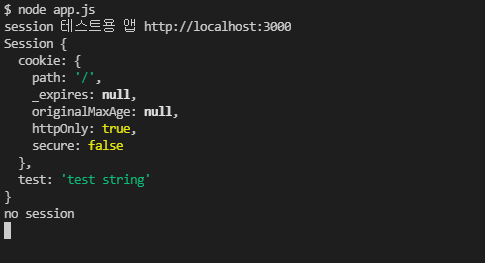 $ node app.js
session 테스트용 앱 http://localhost:3000
Session {
  cookie: {
    path: '/',
    _expires: null,
    originalMaxAge: null,
    httpOnly: true,
    secure: false
  },
  test: 'test string'
}
no session